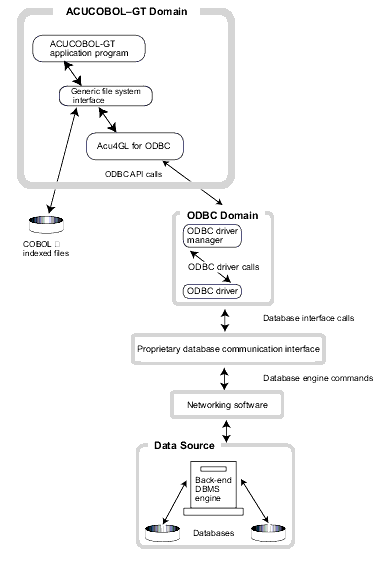 ACUCOBOL–GT Domain
ACUCOBOL-GT
application program
Generic file system
interface
Acu4GL for ODBC
ODBC API calls
COBOL
indexed files
ODBC Domain
ODBC driver
manager
ODBC driver calls
ODBC driver
Database interface calls
Proprietary database communication interface
Database engine commands
Networking software
Data Source
Back-end
DBMS
engine
Databases